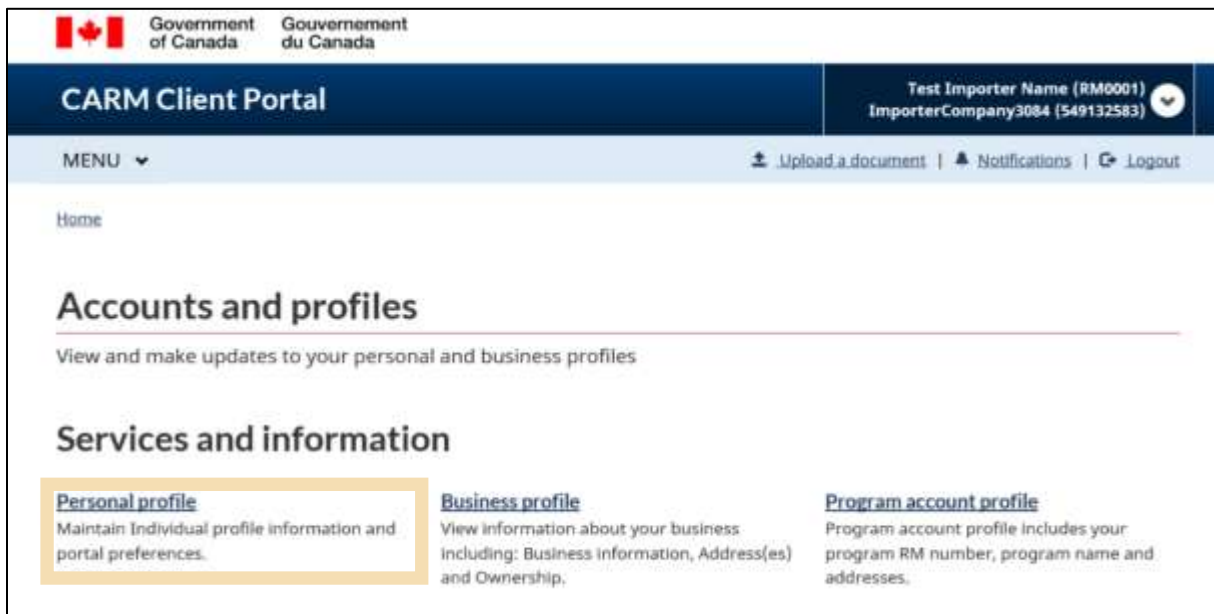 Government of Canada
Gouvernement du Canada
CARM Client Portal
Test Importer Name (RM0001)
ImporterCompany3084 (549132583)
MENU
Upload a document | Notifications | Logout
Home
Accounts and profiles
View and make updates to your personal and business profiles
Services and information
Personal profile
Maintain Individual profile information and
portal preferences.
Business profile
View information about your business
including: Business information, Address(es)
and Ownership.
Program account profile
Program account profile includes your
program RM number, program name and
addresses.